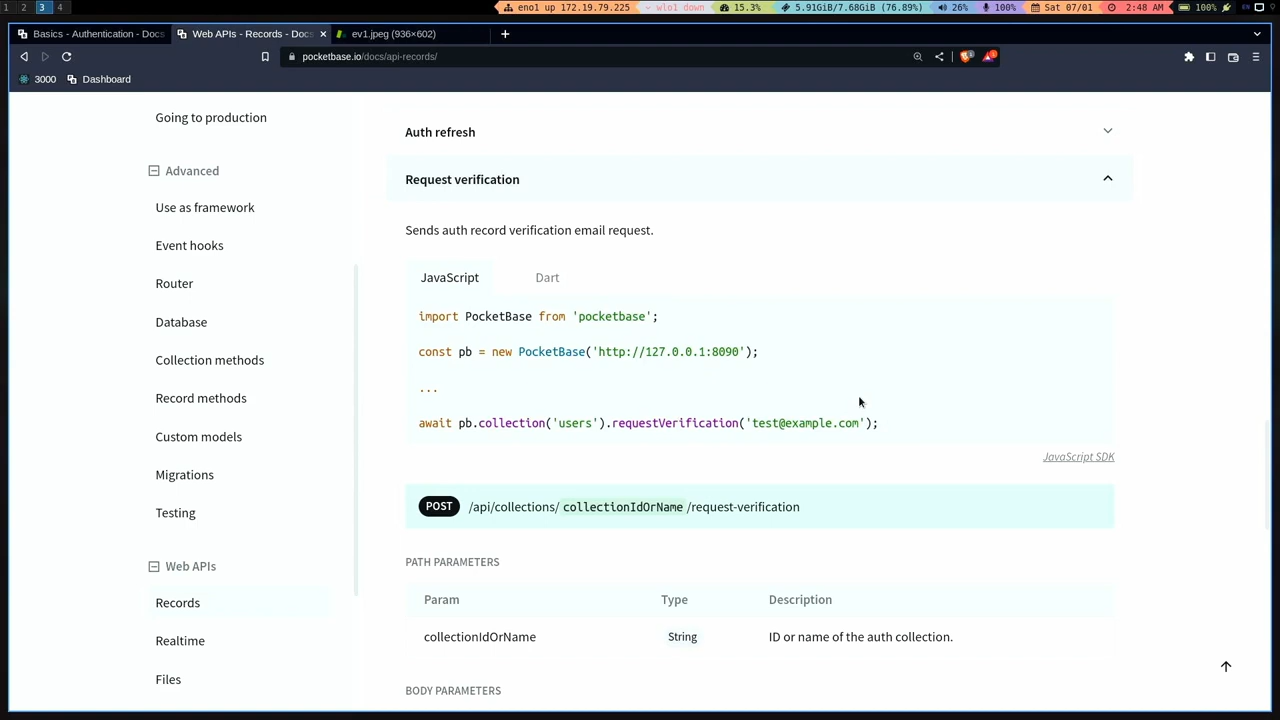 1 2 3 4 eno1 up 172.19.79.225 wlo1 down 15.3% 5.91GiB/7.68GiB (76.89%) 26% 100% Sat 07/01 2:48 AM EN 100%
Basics - Authentication - Docs Web APIs - Records - Docs ev1.jpeg (936×602)
pocketbase.io/docs/api-records/
3000 Dashboard
Going to production
Advanced
Use as framework
Event hooks
Router
Database
Collection methods
Record methods
Custom models
Migrations
Testing
Web APIs
Records
Realtime
Files
Auth refresh
Request verification
Sends auth record verification email request.
JavaScript Dart
import PocketBase from 'pocketbase';
const pb = new PocketBase('http://127.0.0.1:8090');
...
await pb.collection('users').requestVerification('test@example.com');
JavaScript SDK
POST /api/collections/collectionIdOrName/request-verification
PATH PARAMETERS
Param Type Description
collectionIdOrName String ID or name of the auth collection.
BODY PARAMETERS